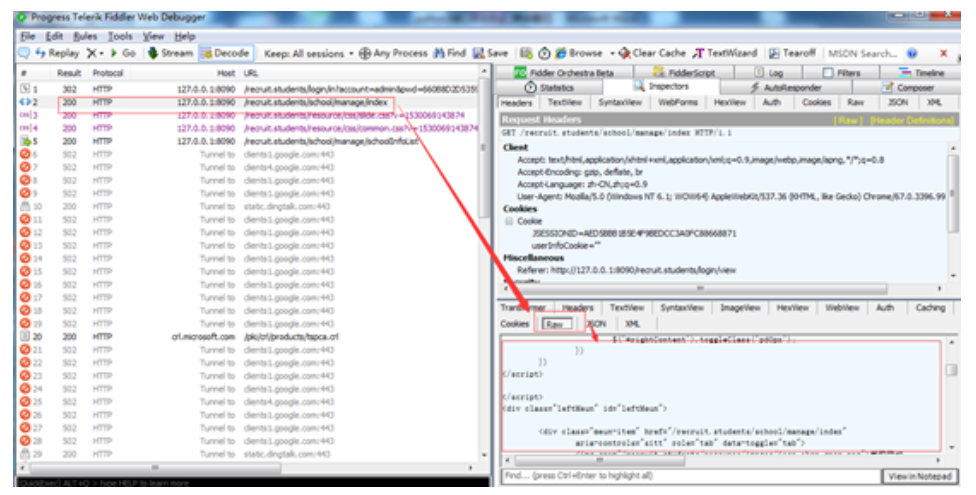 Progress Telerik Fiddler Web Debugger
File Edit Rules Tools View Help
Replay X Go Stream Decode Keep: All sessions Any Process Find Save Browse Clear Cache TextWizard Tearoff MSDN Search...
# Result Protocol Host URL
1 302 HTTP 127.0.0.1:8090
2 200 HTTP 127.0.0.1:8090 /recruit.students/school/manage/index
3 200 HTTP 127.0.0.1:8090 /recruit.students/resource/css/slide.css?v=1530069143874
4 200 HTTP 127.0.0.1:8090 /recruit.students/resource/css/common.css?v=1530069143874
5 200 HTTP 127.0.0.1:8090 /recruit.students/school/manage/schoolInfoList
6 502 HTTP Tunnel to clients1.google.com:443
7 502 HTTP Tunnel to clients4.google.com:443
8 502 HTTP Tunnel to clients1.google.com:443
9 502 HTTP Tunnel to clients1.google.com:443
10 200 HTTP Tunnel to static.dingtalk.com:443
11 502 HTTP Tunnel to clients1.google.com:443
12 502 HTTP Tunnel to clients1.google.com:443
13 502 HTTP Tunnel to clients1.google.com:443
14 502 HTTP Tunnel to clients1.google.com:443
15 502 HTTP Tunnel to clients1.google.com:443
16 502 HTTP Tunnel to clients1.google.com:443
17 502 HTTP Tunnel to clients1.google.com:443
18 502 HTTP Tunnel to clients1.google.com:443
19 502 HTTP Tunnel to clients1.google.com:443
20 200 HTTP crl.microsoft.com /pki/crl/products/tspca.crl
21 502 HTTP Tunnel to clients1.google.com:443
22 502 HTTP Tunnel to clients1.google.com:443
23 502 HTTP Tunnel to clients1.google.com:443
24 502 HTTP Tunnel to clients1.google.com:443
25 502 HTTP Tunnel to clients4.google.com:443
26 502 HTTP Tunnel to clients1.google.com:443
27 502 HTTP Tunnel to clients1.google.com:443
28 502 HTTP Tunnel to clients1.google.com:443
29 200 HTTP Tunnel to static.dingtalk.com:443
[QuickExec] ALT+Q > type HELP to learn more
Fiddler Orchestra Beta FiddlerScript Log Filters Timeline
Statistics Inspectors AutoResponder Composer
Headers TextView SyntaxView WebForms HexView Auth Cookies Raw JSON XML
Request Headers [Raw] [Header Definitions]
GET /recruit.students/school/manage/index HTTP/1.1
Client
Accept: text/html,application/xhtml+xml,application/xml;q=0.9,image/webp,image/apng,*/*;q=0.8
Accept-Encoding: gzip, deflate, br
Accept-Language: zh-CN,zh;q=0.9
User-Agent: Mozilla/5.0 (Windows NT 6.1; WOW64) AppleWebKit/537.36 (KHTML, like Gecko) Chrome/67.0.3396.99
Cookies
Cookie
userInfoCookie=""
Miscellaneous
Referer: http://127.0.0.1:8090/recruit.students/login/view
Transformer Headers TextView SyntaxView ImageView HexView WebView Auth Caching
Cookies Raw JSON XML
$("#rightContent").toggleClass("pdOpx");
})
})
</script>
</script>
<div class="leftMeun" id="leftMeun">
<div class="meun-item" href="/recruit.students/school/manage/index"
aria-controls="sitt" role="tab" data-toggle="tab">
Find... (press Ctrl+Enter to highlight all) View in Notepad